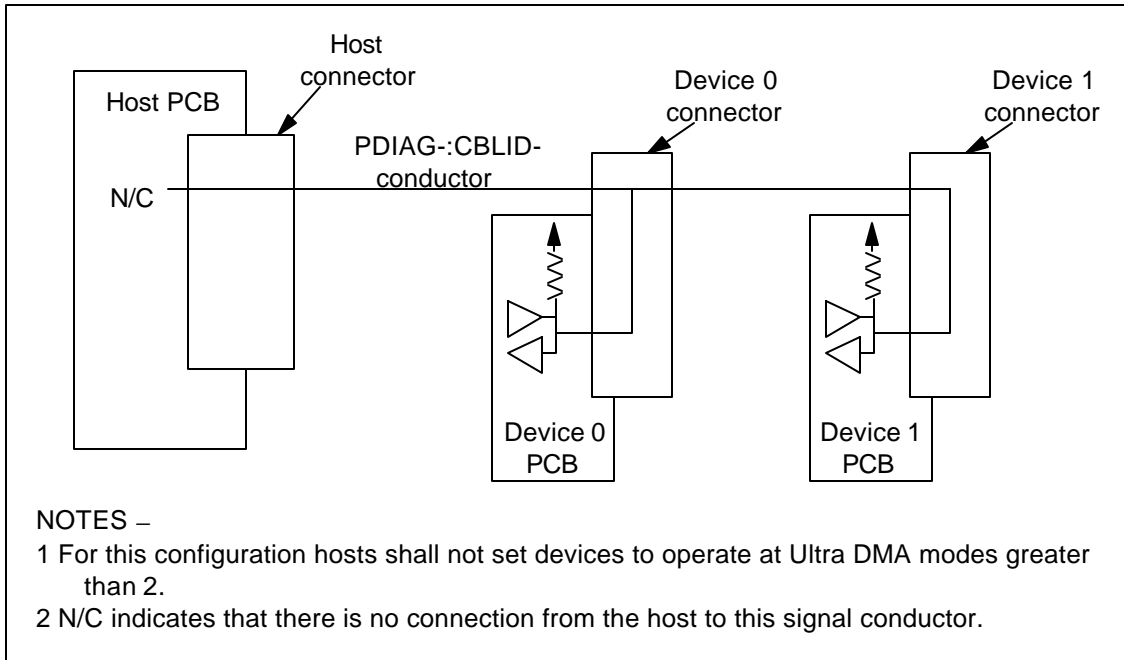 Host
connector
Device 0
connector
Device 1
connector
Host PCB
PDIAG-:CBLID-
conductor
N/C
Device 0
PCB
Device 1
PCB
NOTES –
1 For this configuration hosts shall not set devices to operate at Ultra DMA modes greater
than 2.
2 N/C indicates that there is no connection from the host to this signal conductor.